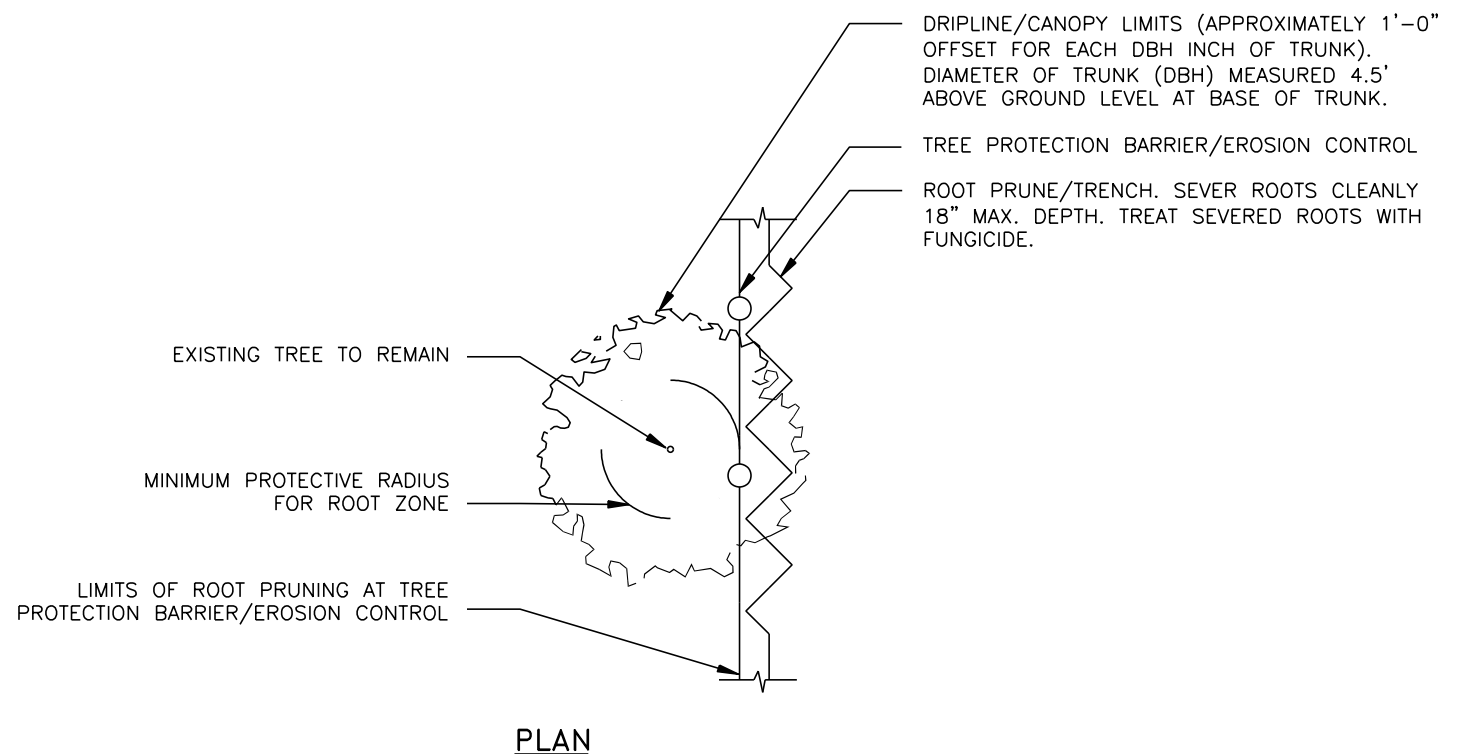 DRIPLINE/CANOPY LIMITS (APPROXIMATELY 1'-0"
OFFSET FOR EACH DBH INCH OF TRUNK).
DIAMETER OF TRUNK (DBH) MEASURED 4.5'
ABOVE GROUND LEVEL AT BASE OF TRUNK.
TREE PROTECTION BARRIER/EROSION CONTROL
ROOT PRUNE/TRENCH. SEVER ROOTS CLEANLY
18" MAX. DEPTH. TREAT SEVERED ROOTS WITH
FUNGICIDE.
EXISTING TREE TO REMAIN
MINIMUM PROTECTIVE RADIUS
FOR ROOT ZONE
LIMITS OF ROOT PRUNING AT TREE
PROTECTION BARRIER/EROSION CONTROL
PLAN